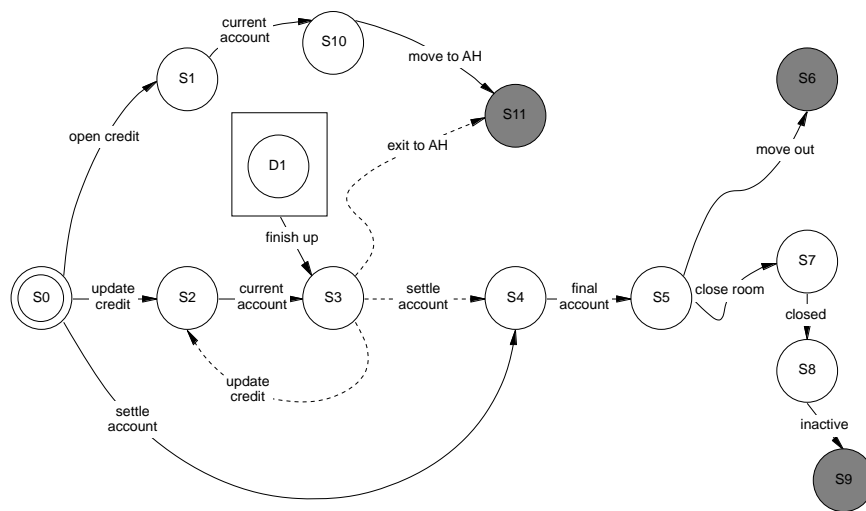 current
account
S10
S1
move to AH
S6
S11
open credit
exit to AH
move out
D1
finish up
S7
S0
update
credit
S2
current
account
S3
settle
account
S4
final
account
S5
close room
closed
S8
update
credit
settle
account
inactive
S9